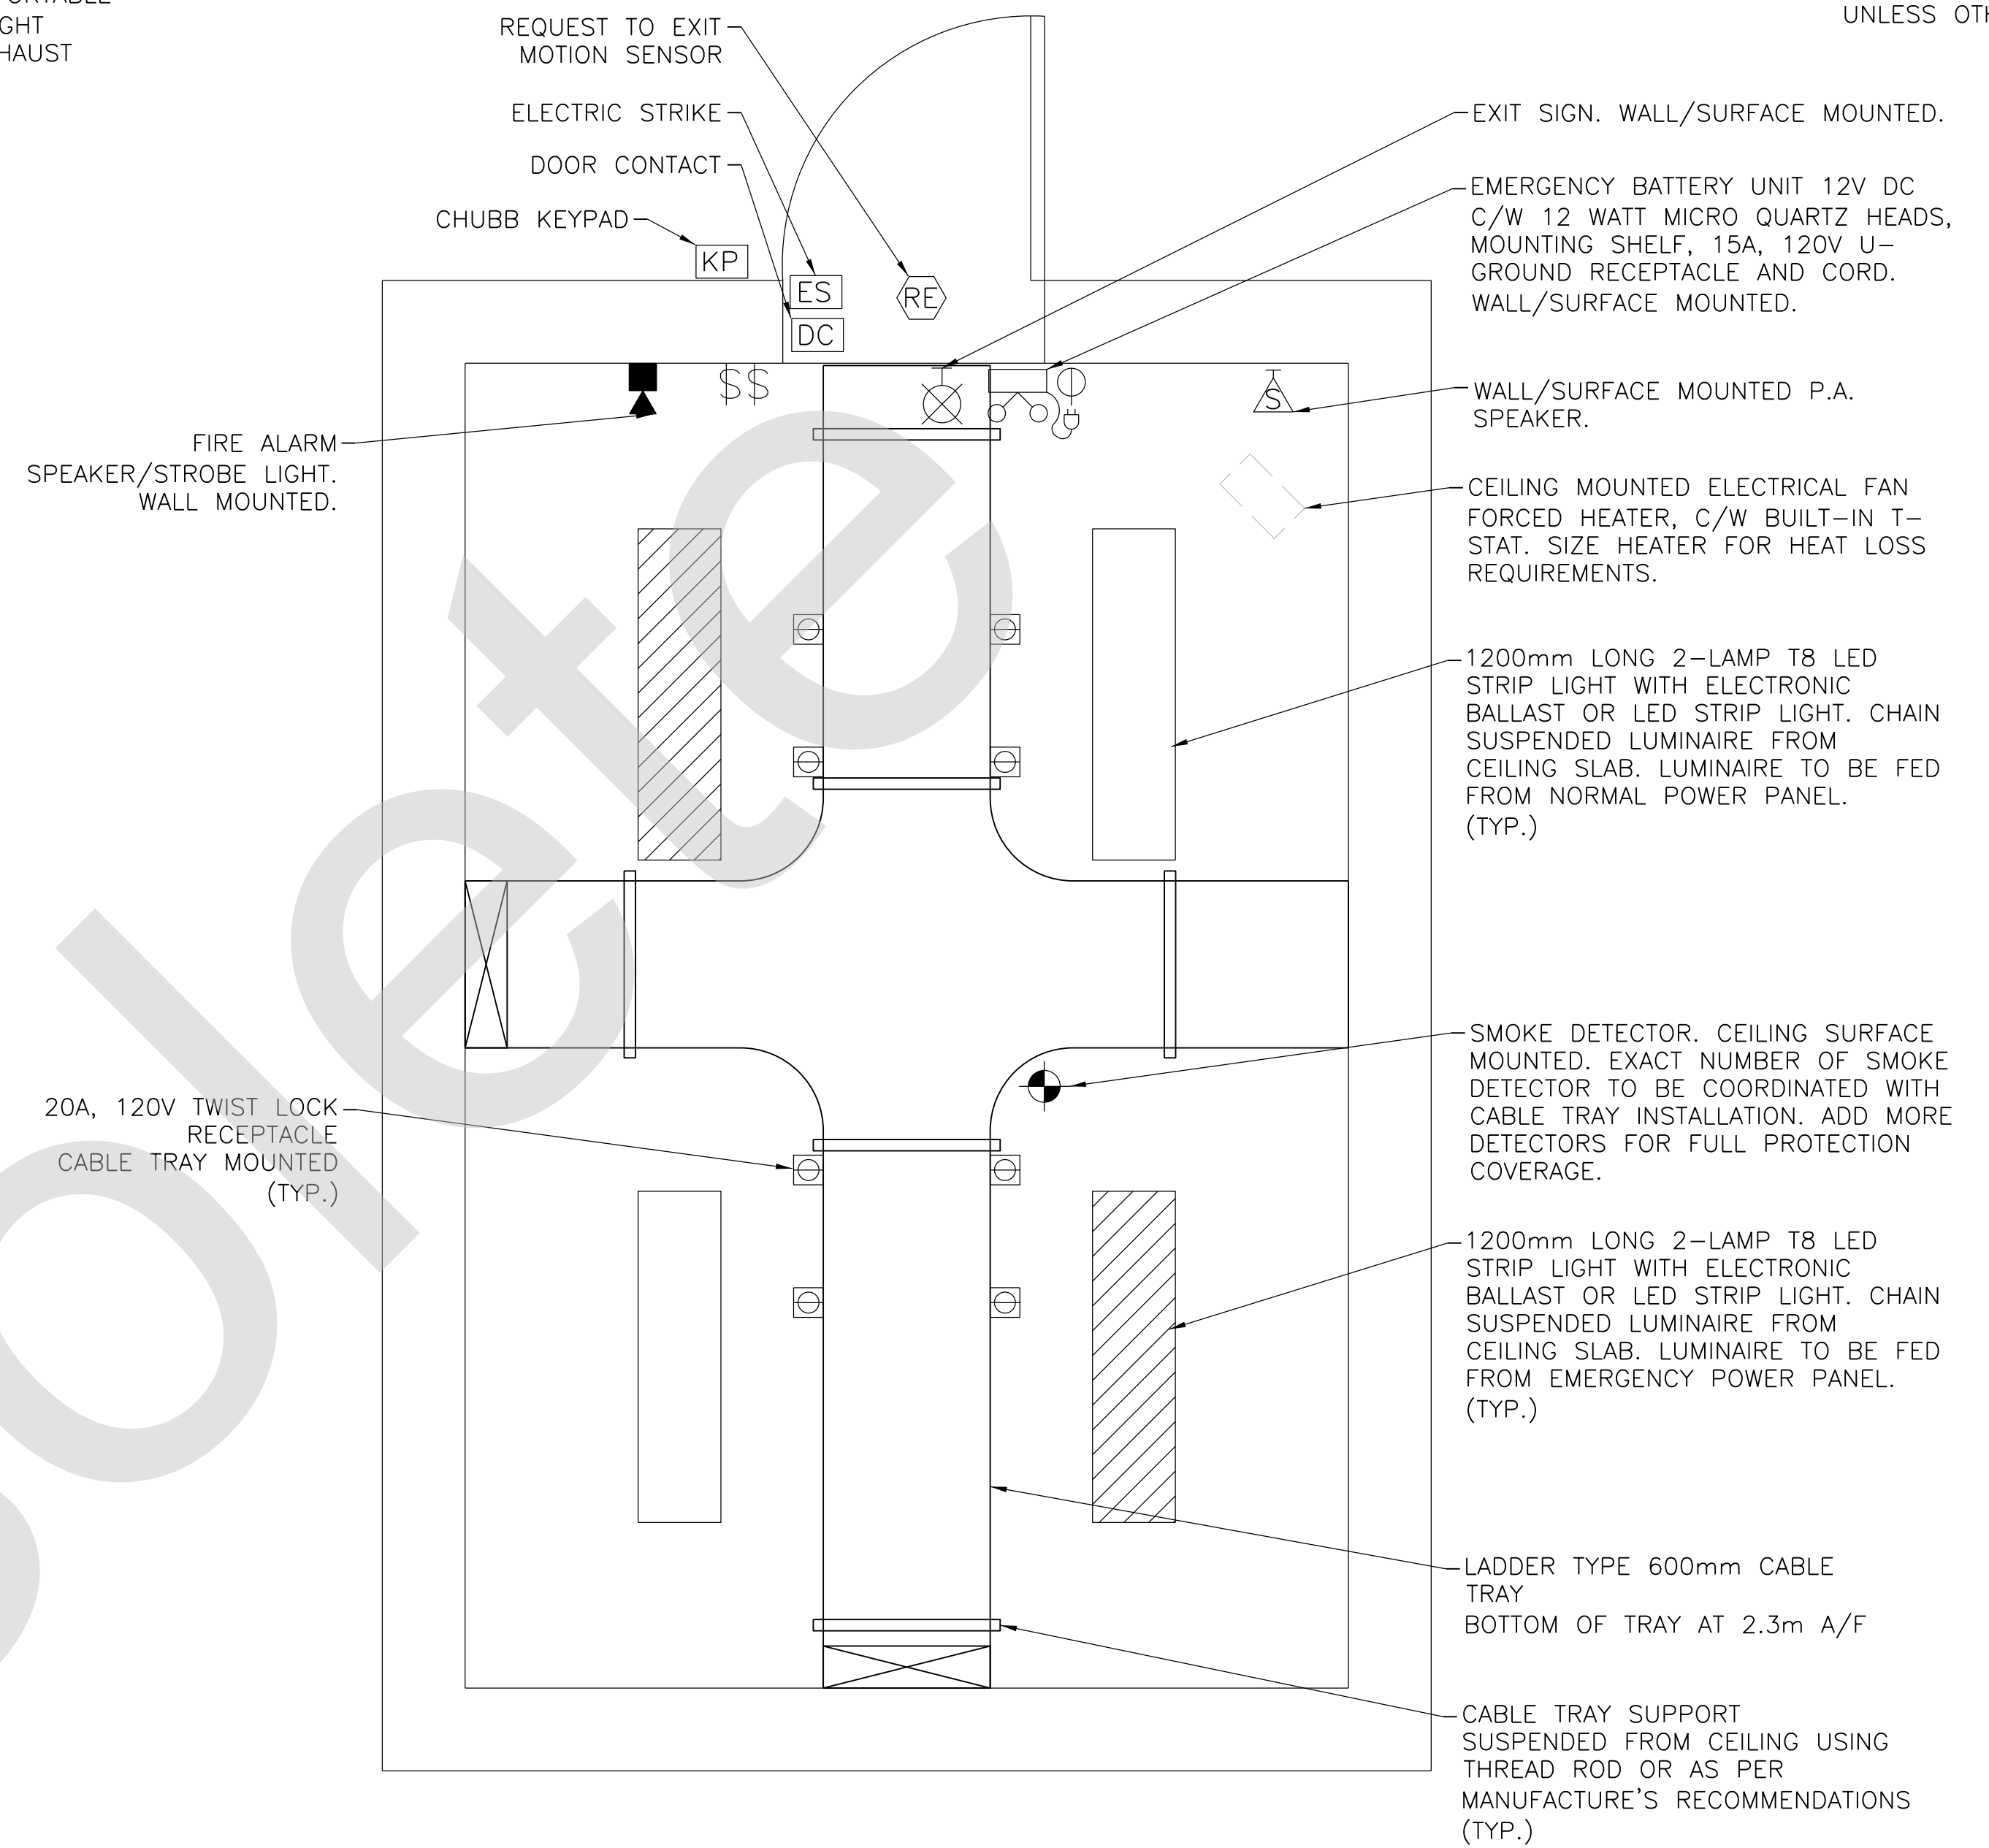 GHT
HAUST
UNLESS
REQUEST TO EXIT
MOTION SENSOR
ELECTRIC STRIKE
DOOR CONTACT
CHUBB KEYPAD
KP
ES
RE
DC
SS
S
EXIT SIGN. WALL/SURFACE MOUNTED.
EMERGENCY BATTERY UNIT 12V DC
C/W 12 WATT MICRO QUARTZ HEADS,
MOUNTING SHELF, 15A, 120V U-
GROUND RECEPTACLE AND CORD.
WALL/SURFACE MOUNTED.
WALL/SURFACE MOUNTED P.A.
SPEAKER.
FIRE ALARM
SPEAKER/STROBE LIGHT.
WALL MOUNTED.
CEILING MOUNTED ELECTRICAL FAN
FORCED HEATER, C/W BUILT-IN T-
STAT. SIZE HEATER FOR HEAT LOSS
REQUIREMENTS.
1200mm LONG 2-LAMP T8 LED
STRIP LIGHT WITH ELECTRONIC
BALLAST OR LED STRIP LIGHT. CHAIN
SUSPENDED LUMINAIRE FROM
CEILING SLAB. LUMINAIRE TO BE FED
FROM NORMAL POWER PANEL.
(TYP.)
SMOKE DETECTOR. CEILING SURFACE
MOUNTED. EXACT NUMBER OF SMOKE
DETECTOR TO BE COORDINATED WITH
CABLE TRAY INSTALLATION. ADD MORE
DETECTORS FOR FULL PROTECTION
COVERAGE.
20A, 120V TWIST LOCK
RECEPTACLE
CABLE TRAY MOUNTED
(TYP.)
1200mm LONG 2-LAMP T8 LED
STRIP LIGHT WITH ELECTRONIC
BALLAST OR LED STRIP LIGHT. CHAIN
SUSPENDED LUMINAIRE FROM
CEILING SLAB. LUMINAIRE TO BE FED
FROM EMERGENCY POWER PANEL.
(TYP.)
LADDER TYPE 600mm CABLE
TRAY
BOTTOM OF TRAY AT 2.3m A/F
CABLE TRAY SUPPORT
SUSPENDED FROM CEILING USING
THREAD ROD OR AS PER
MANUFACTURE'S RECOMMENDATIONS
(TYP.)
olete